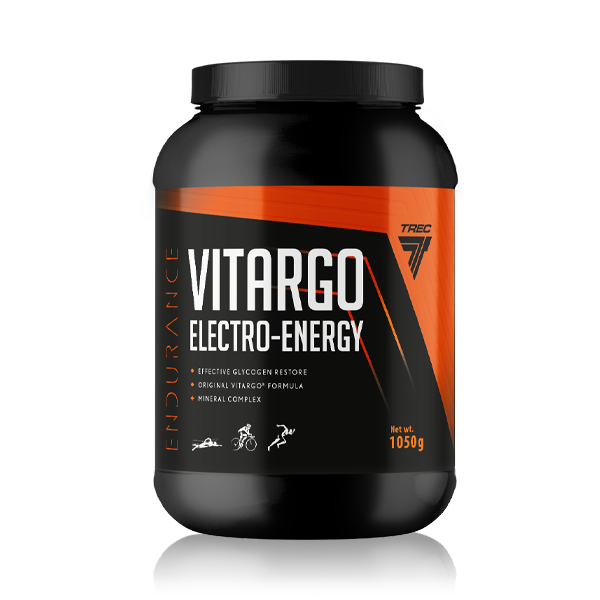 TREC
ENDURANCE
VITARGO
ELECTRO-ENERGY
EFFECTIVE GLYCOGEN RESTORE
ORIGINAL VITARGO® FORMULA
MINERAL COMPLEX
Net wt.
1050g